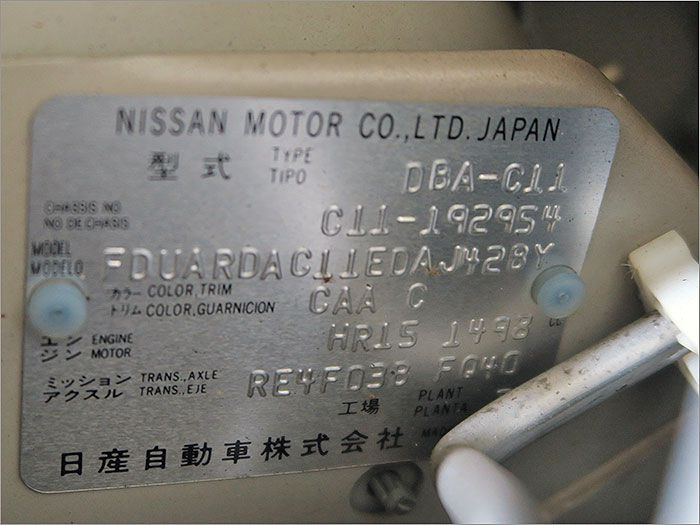 NISSAN MOTOR CO.,LTD. JAPAN
型式 TYPE TIPO DBA-C11
CHASSIS NO
NO DE CHASIS C11-192954
MODEL
MODELO FDUARDAC11EDAJ428Y
カラー COLOR,TRIM
トリム COLOR,GUARNICION CAA C
エン ENGINE
ジン MOTOR HR15 1498 CC
ミッション TRANS.,AXLE
アクスル TRANS.,EJE RE4F03B FQ40
工場 PLANT
PLANTA
日産自動車株式会社 MAD